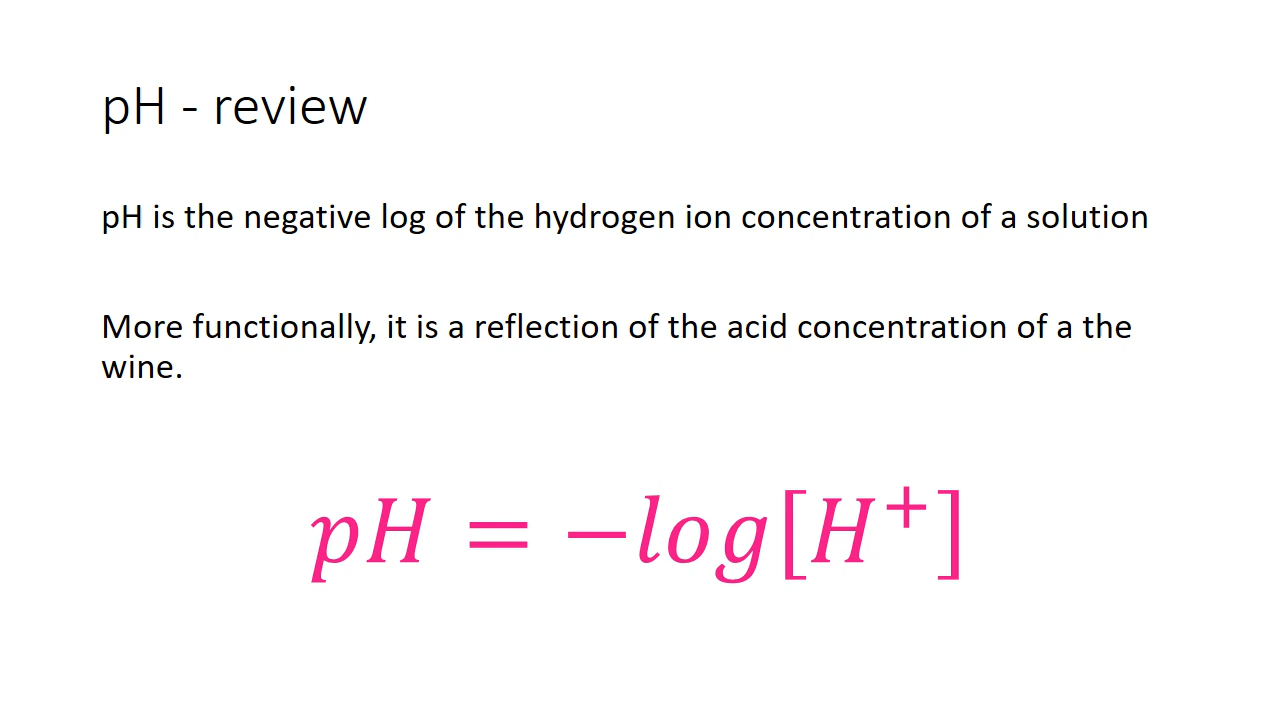 pH - review
pH is the negative log of the hydrogen ion concentration of a solution
More functionally, it is a reflection of the acid concentration of a the
wine.
pH = −log[H⁺]